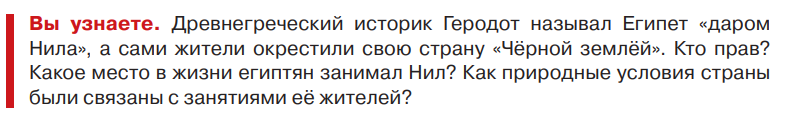 Вы узнаете. Древнегреческий историк Геродот называл Египет «даром
Нила», а сами жители окрестили свою страну «Чёрной землёй». Кто прав?
Какое место в жизни египтян занимал Нил? Как природные условия страны
были связаны с занятиями её жителей?